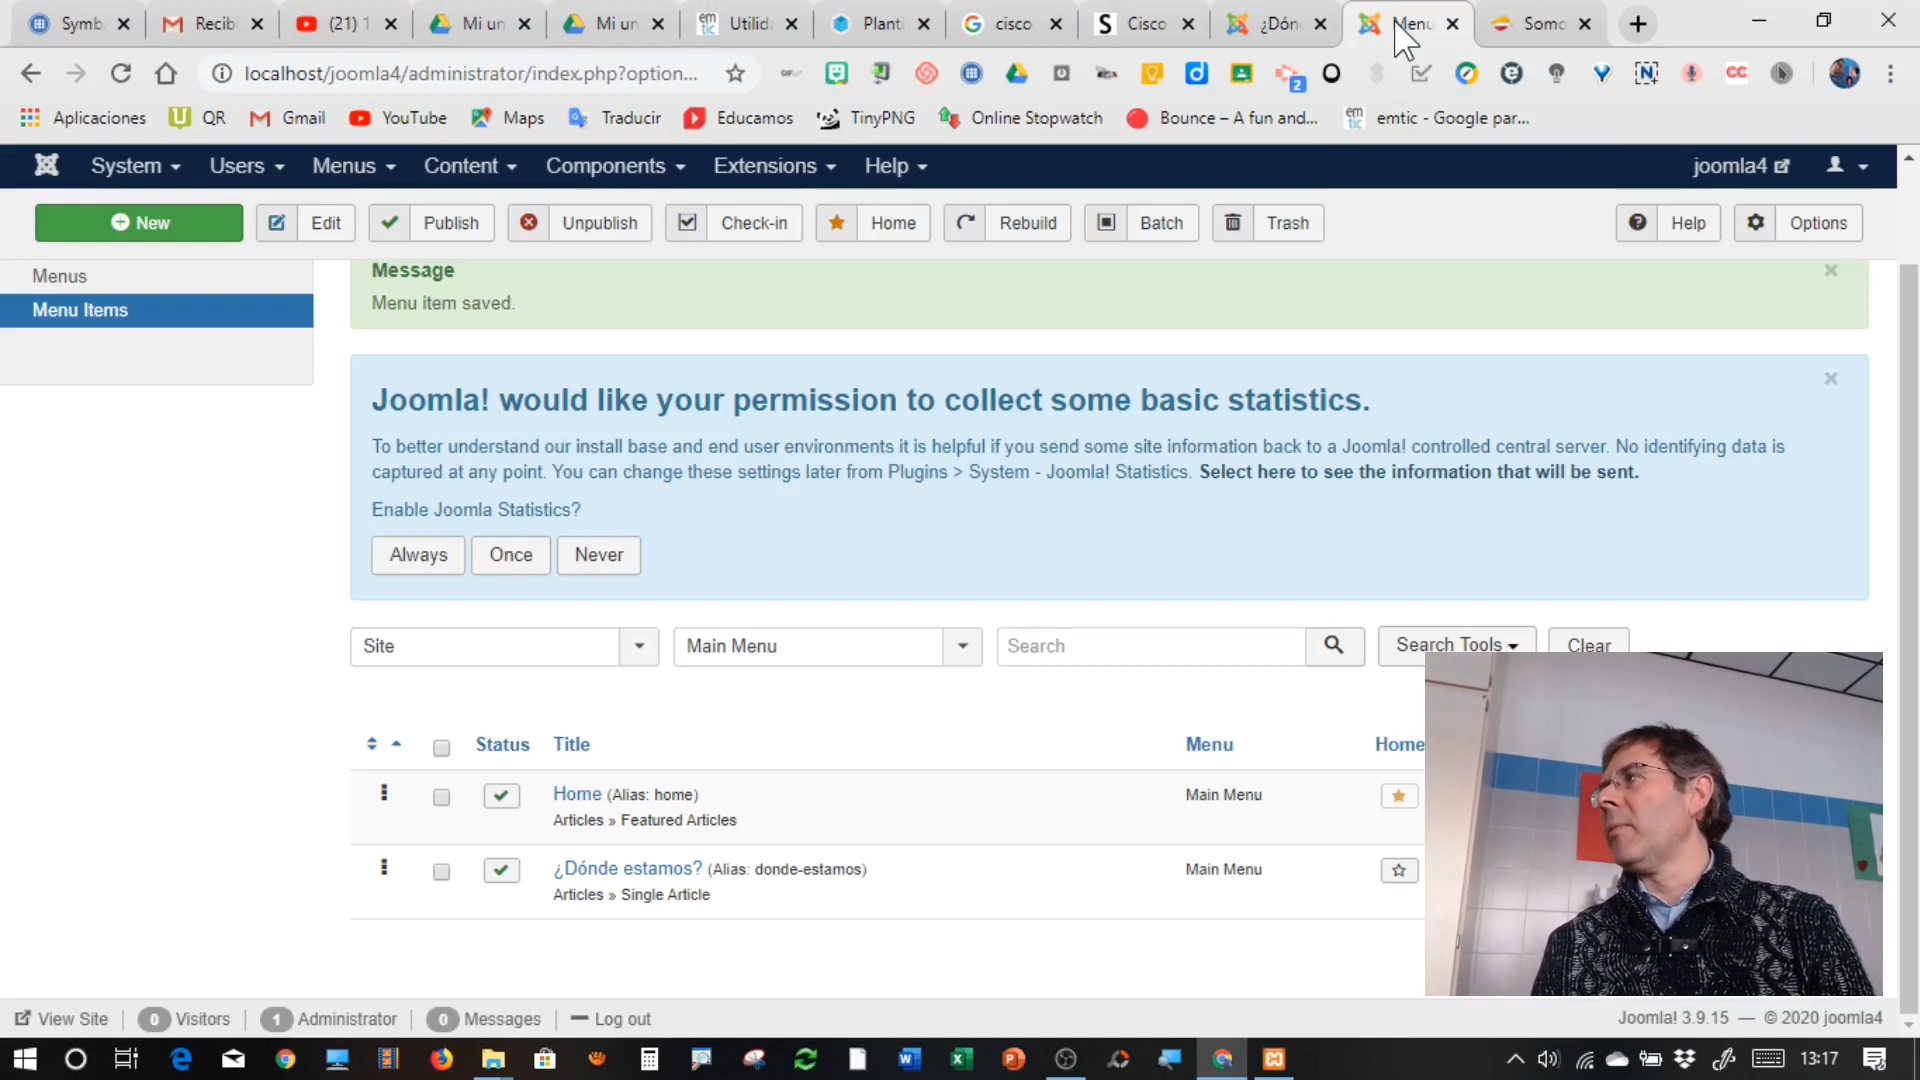 Symb
Recib
(21) 1
Mi un
Mi un
Utilida
Planti
cisco
Cisco
¿Dón
Menu
Somo
localhost/joomla4/administrator/index.php?option...
Aplicaciones
QR
Gmail
YouTube
Maps
Traducir
Educamos
TinyPNG
Online Stopwatch
Bounce – A fun and...
emtic - Google par...
System
Users
Menus
Content
Components
Extensions
Help
joomla4
New
Edit
Publish
Unpublish
Check-in
Home
Rebuild
Batch
Trash
Help
Options
Menus
Menu Items
Message
Menu item saved.
Joomla! would like your permission to collect some basic statistics.
To better understand our install base and end user environments it is helpful if you send some site information back to a Joomla! controlled central server. No identifying data is
captured at any point. You can change these settings later from Plugins > System - Joomla! Statistics. Select here to see the information that will be sent.
Enable Joomla Statistics?
Always
Once
Never
Site
Main Menu
Search
Search Tools
Clear
Status
Title
Menu
Home
Home (Alias: home)
Articles » Featured Articles
Main Menu
¿Dónde estamos? (Alias: donde-estamos)
Articles » Single Article
Main Menu
View Site
0 Visitors
1 Administrator
0 Messages
Log out
Joomla! 3.9.15 — © 2020 joomla4
13:17